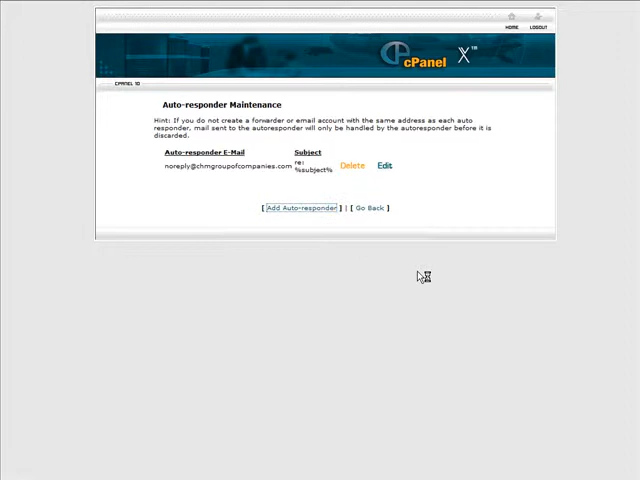 HOME LOGOUT
CP cPanel X™
CPANEL 10
Auto-responder Maintenance
Hint: If you do not create a forwarder or email account with the same address as each auto
responder, mail sent to the autoresponder will only be handled by the autoresponder before it is
discarded.
Auto-responder E-Mail Subject
noreply@chmgroupofcompanies.com re: %subject% Delete Edit
[ Add Auto-responder ] | [ Go Back ]